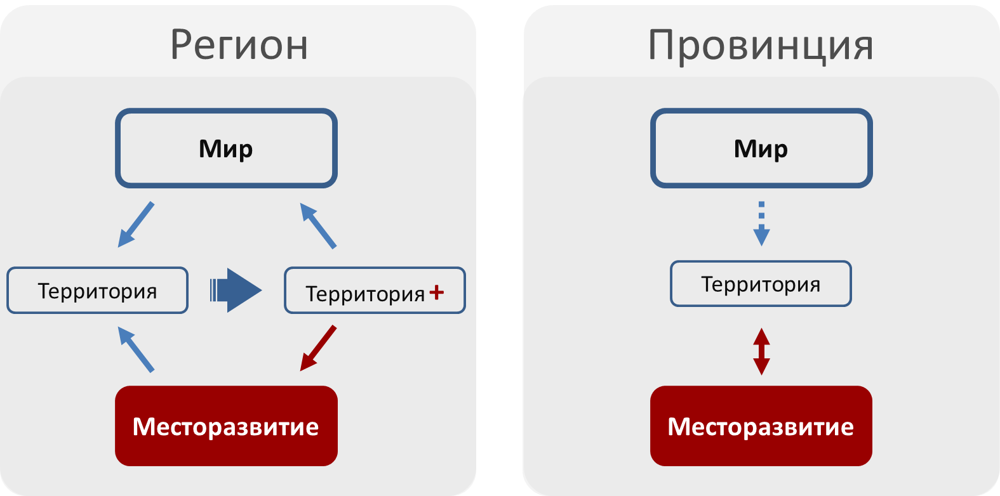 Регион
Мир
Территория
Территория +
Месторазвитие
Провинция
Мир
Территория
Месторазвитие